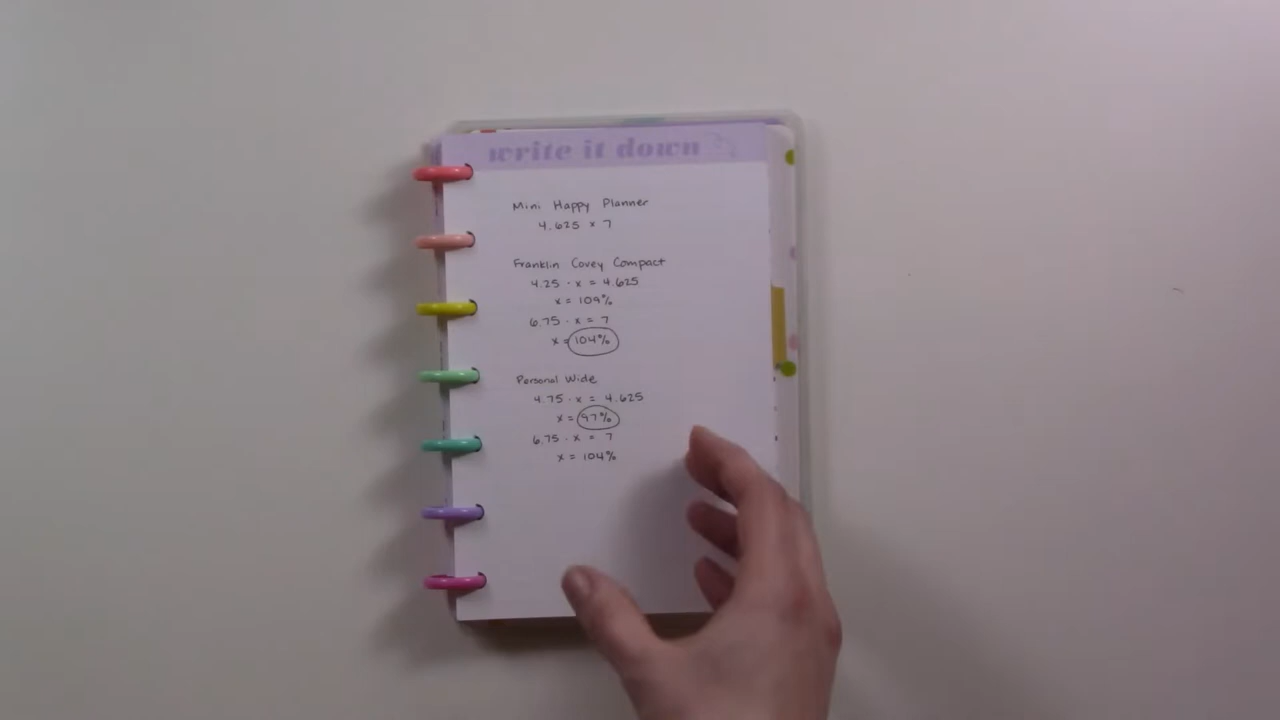 write it down
Mini Happy Planner
4.625 x 7
Franklin Covey Compact
4.25 · x = 4.625
x = 109%
6.75 · x = 7
x = 104%
Personal Wide
4.75 · x = 4.625
x = 97%
6.75 · x = 7
x = 104%